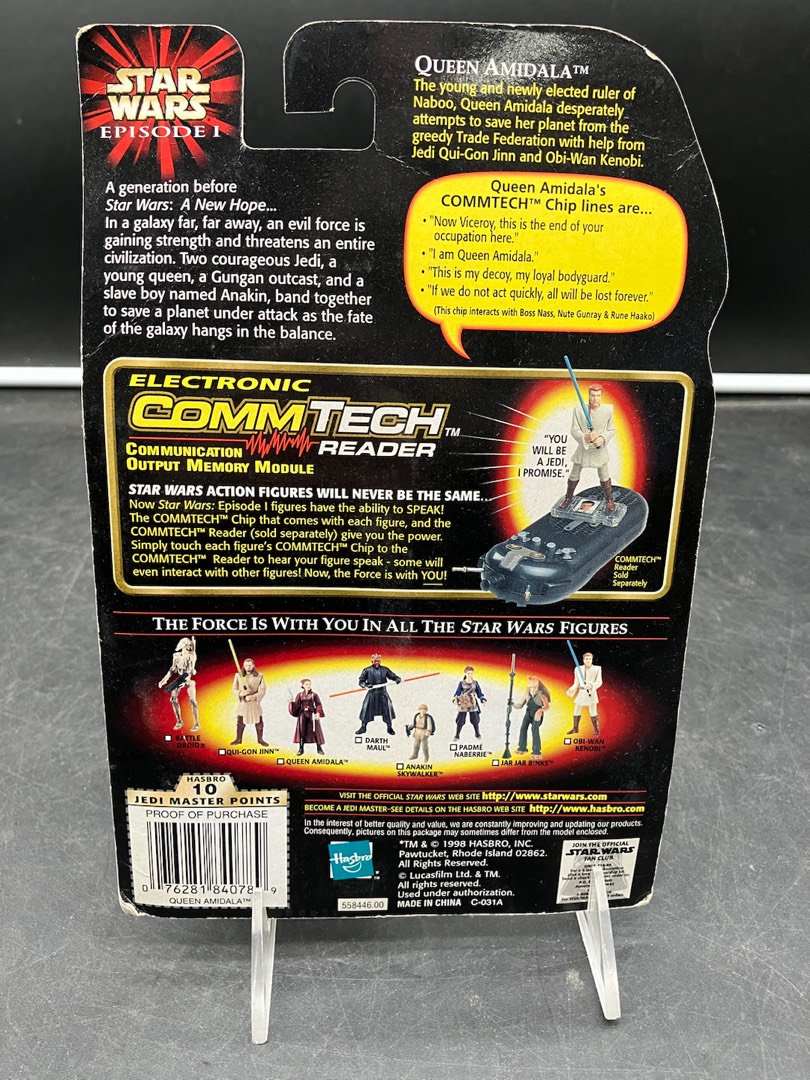 STAR
WARS
EPISODE I
QUEEN AMIDALA™
The young and newly elected ruler of
Naboo, Queen Amidala desperately
attempts to save her planet from the
greedy Trade Federation with help from
Jedi Qui-Gon Jinn and Obi-Wan Kenobi.
A generation before
Star Wars: A New Hope...
In a galaxy far, far away, an evil force is
gaining strength and threatens an entire
civilization. Two courageous Jedi, a
young queen, a Gungan outcast, and a
slave boy named Anakin, band together
to save a planet under attack as the fate
of the galaxy hangs in the balance.
Queen Amidala's
COMMTECH™ Chip lines are...
• "Now Viceroy, this is the end of your
occupation here."
• "I am Queen Amidala."
• "This is my decoy, my loyal bodyguard."
• "If we do not act quickly, all will be lost forever."
(This chip interacts with Boss Nass, Nute Gunray & Rune Haako)
ELECTRONIC
COMMTECH™
COMMUNICATION READER
OUTPUT MEMORY MODULE
STAR WARS ACTION FIGURES WILL NEVER BE THE SAME...
Now Star Wars: Episode I figures have the ability to SPEAK!
The COMMTECH™ Chip that comes with each figure, and the
COMMTECH™ Reader (sold separately) give you the power.
Simply touch each figure's COMMTECH™ Chip to the
COMMTECH™ Reader to hear your figure speak - some will
even interact with other figures! Now, the Force is with YOU!
"YOU
WILL BE
A JEDI,
I PROMISE."
COMMTECH™
Reader
Sold
Separately
THE FORCE IS WITH YOU IN ALL THE STAR WARS FIGURES
BATTLE
DROID®
QUI-GON JINN™
QUEEN AMIDALA™
DARTH
MAUL™
ANAKIN
SKYWALKER™
PADMÉ
NABERRIE™
JAR JAR BINKS™
OBI-WAN
KENOBI™
HASBRO
10
JEDI MASTER POINTS
PROOF OF PURCHASE
0 76281 84078 9
QUEEN AMIDALA™
VISIT THE OFFICIAL STAR WARS WEB SITE http://www.starwars.com
BECOME A JEDI MASTER-SEE DETAILS ON THE HASBRO WEB SITE http://www.hasbro.com
In the interest of better quality and value, we are constantly improving and updating our products.
Consequently, pictures on this package may sometimes differ from the model enclosed.
Hasbro
™
*TM & © 1998 HASBRO, INC.
Pawtucket, Rhode Island 02862.
All Rights Reserved.
© Lucasfilm Ltd. & TM.
All rights reserved.
Used under authorization.
MADE IN CHINA C-031A
558446.00
JOIN THE OFFICIAL
STAR WARS
FAN CLUB